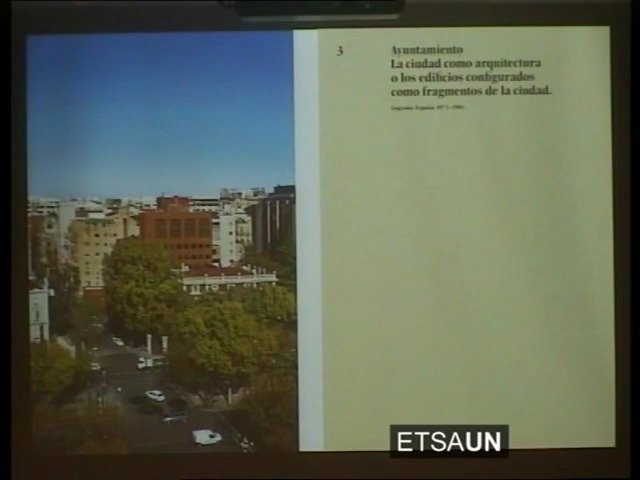 3
Ayuntamiento
La ciudad como arquitectura
o los edificios configurados
como fragmentos de la ciudad.
ETSAUN